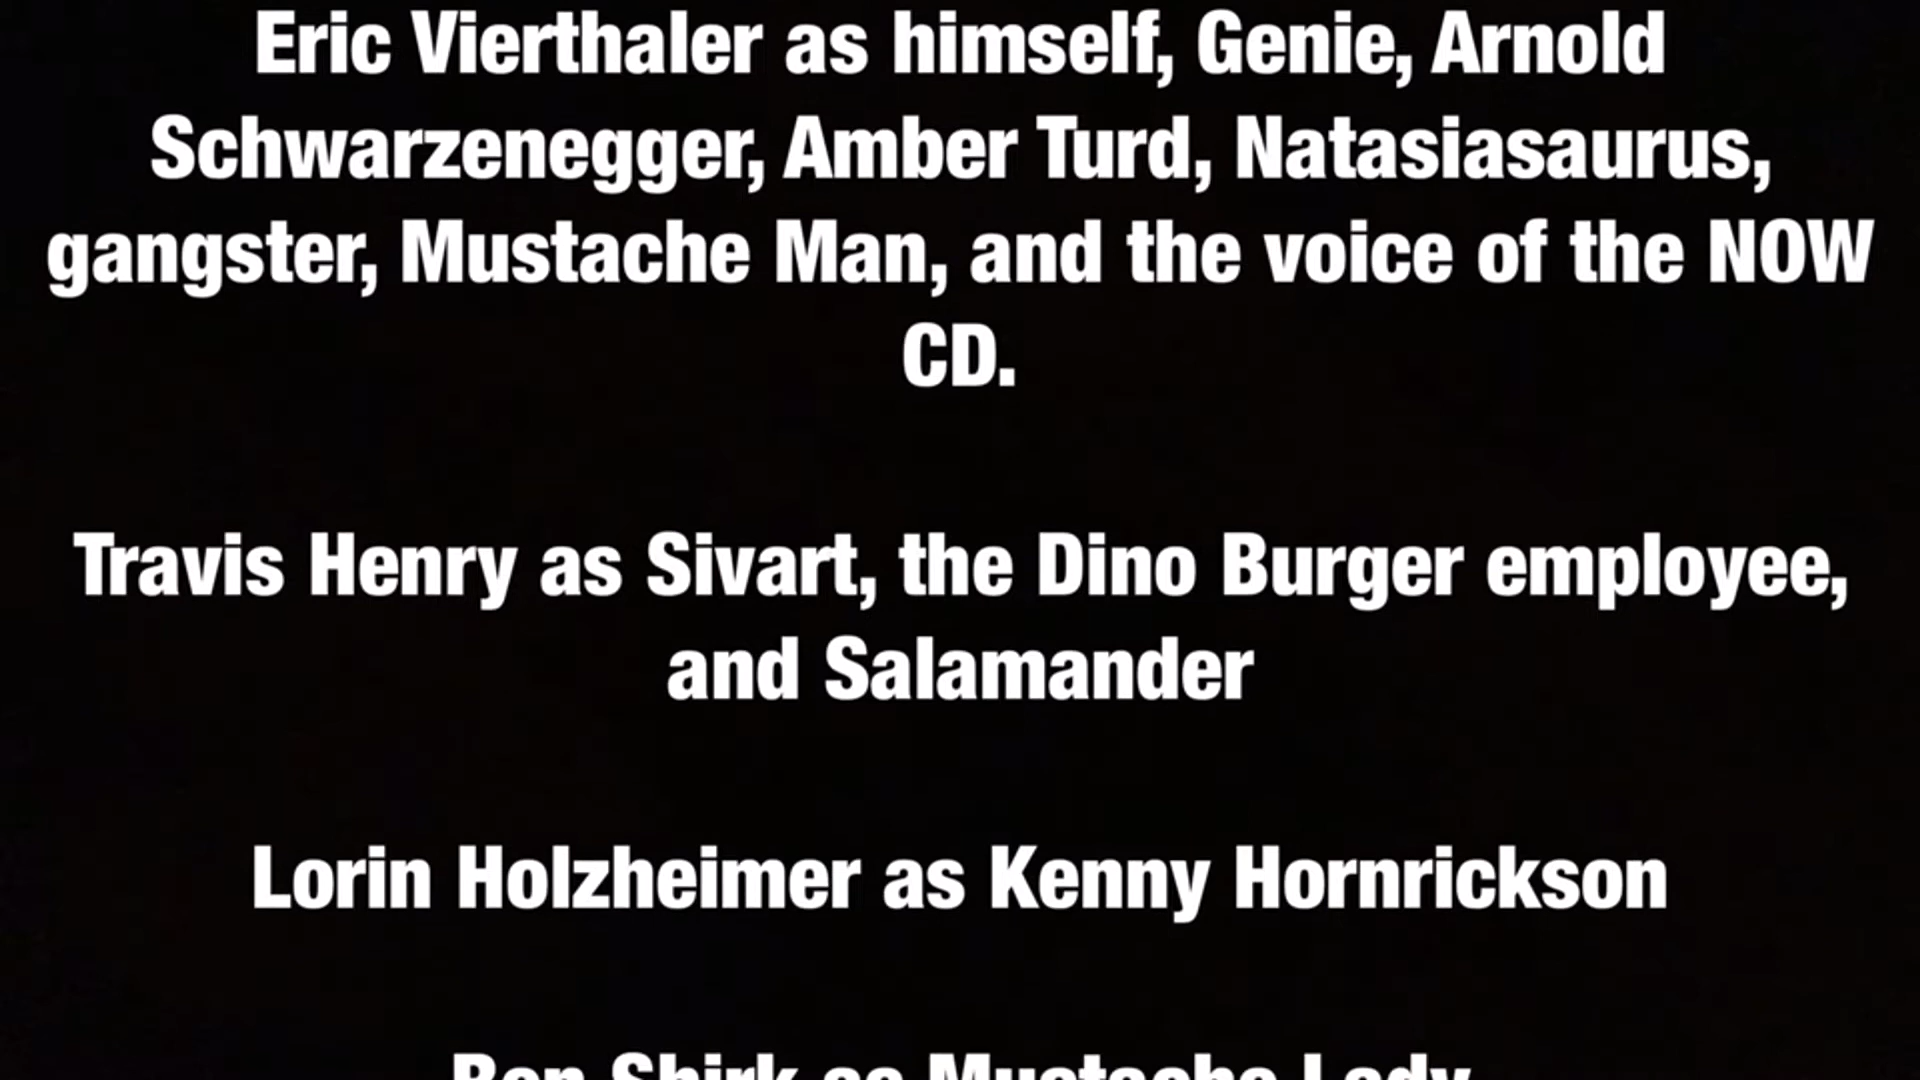 Eric Vierthaler as himself, Genie, Arnold
Schwarzenegger, Amber Turd, Natasiasaurus,
gangster, Mustache Man, and the voice of the NOW
CD.
Travis Henry as Sivart, the Dino Burger employee,
and Salamander
Lorin Holzheimer as Kenny Hornrickson
Ben Shirk as Mustache Lady